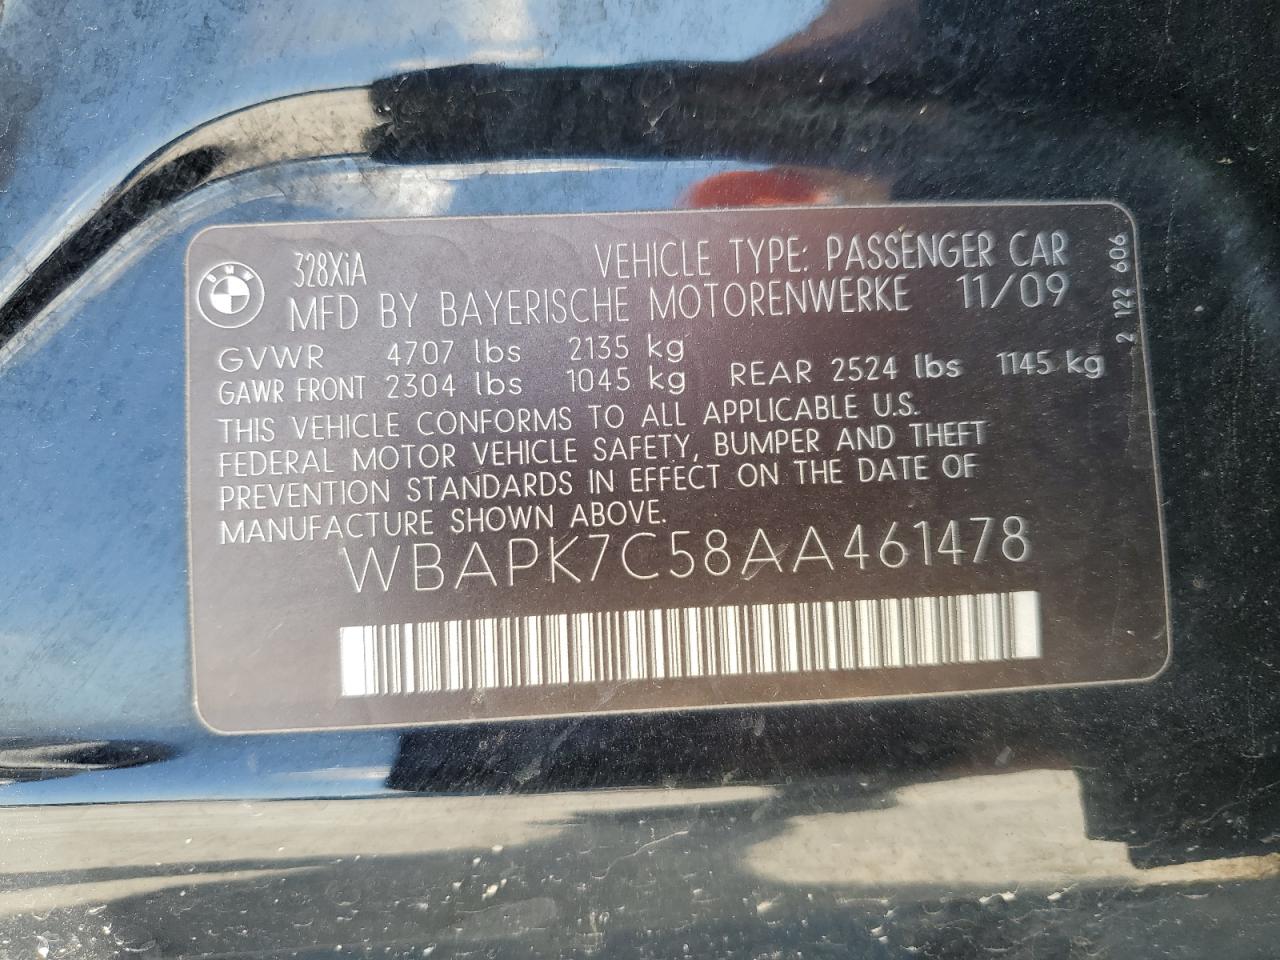 BMW
328XiA
VEHICLE TYPE: PASSENGER CAR
MFD BY BAYERISCHE MOTORENWERKE 11/09
GVWR 4707 lbs 2135 kg
GAWR FRONT 2304 lbs 1045 kg REAR 2524 lbs 1145 kg
THIS VEHICLE CONFORMS TO ALL APPLICABLE U.S.
FEDERAL MOTOR VEHICLE SAFETY, BUMPER AND THEFT
PREVENTION STANDARDS IN EFFECT ON THE DATE OF
MANUFACTURE SHOWN ABOVE.
WBAPK7C58AA461478
2 122 606